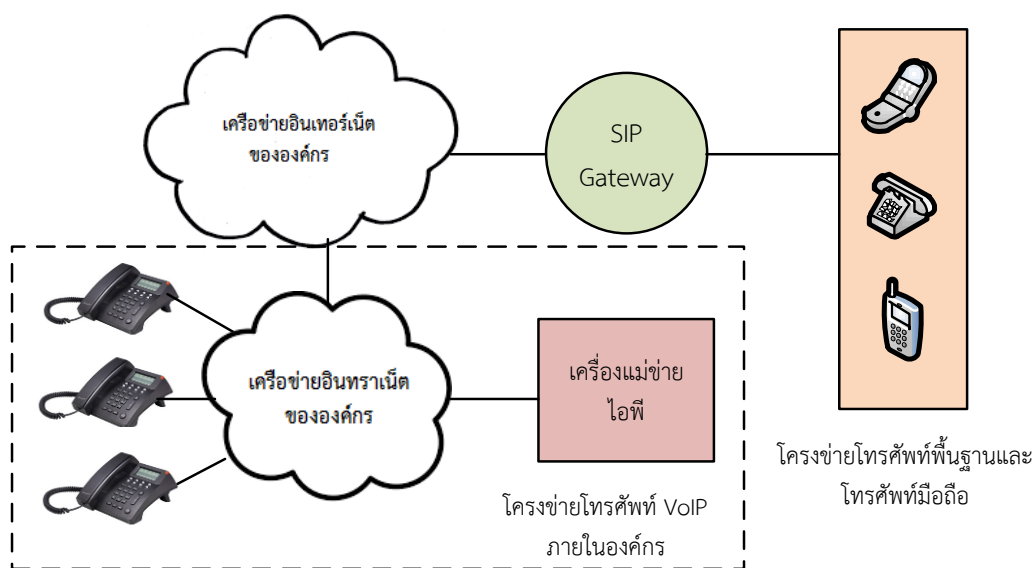 เครือข่ายอินเทอร์เน็ต
ขององค์กร
SIP
Gateway
เครือข่ายอินทราเน็ต
ขององค์กร
เครื่องแม่ข่าย
ไอพี
โครงข่ายโทรศัพท์ VoIP
ภายในองค์กร
โครงข่ายโทรศัพท์พื้นฐานและ
โทรศัพท์มือถือ